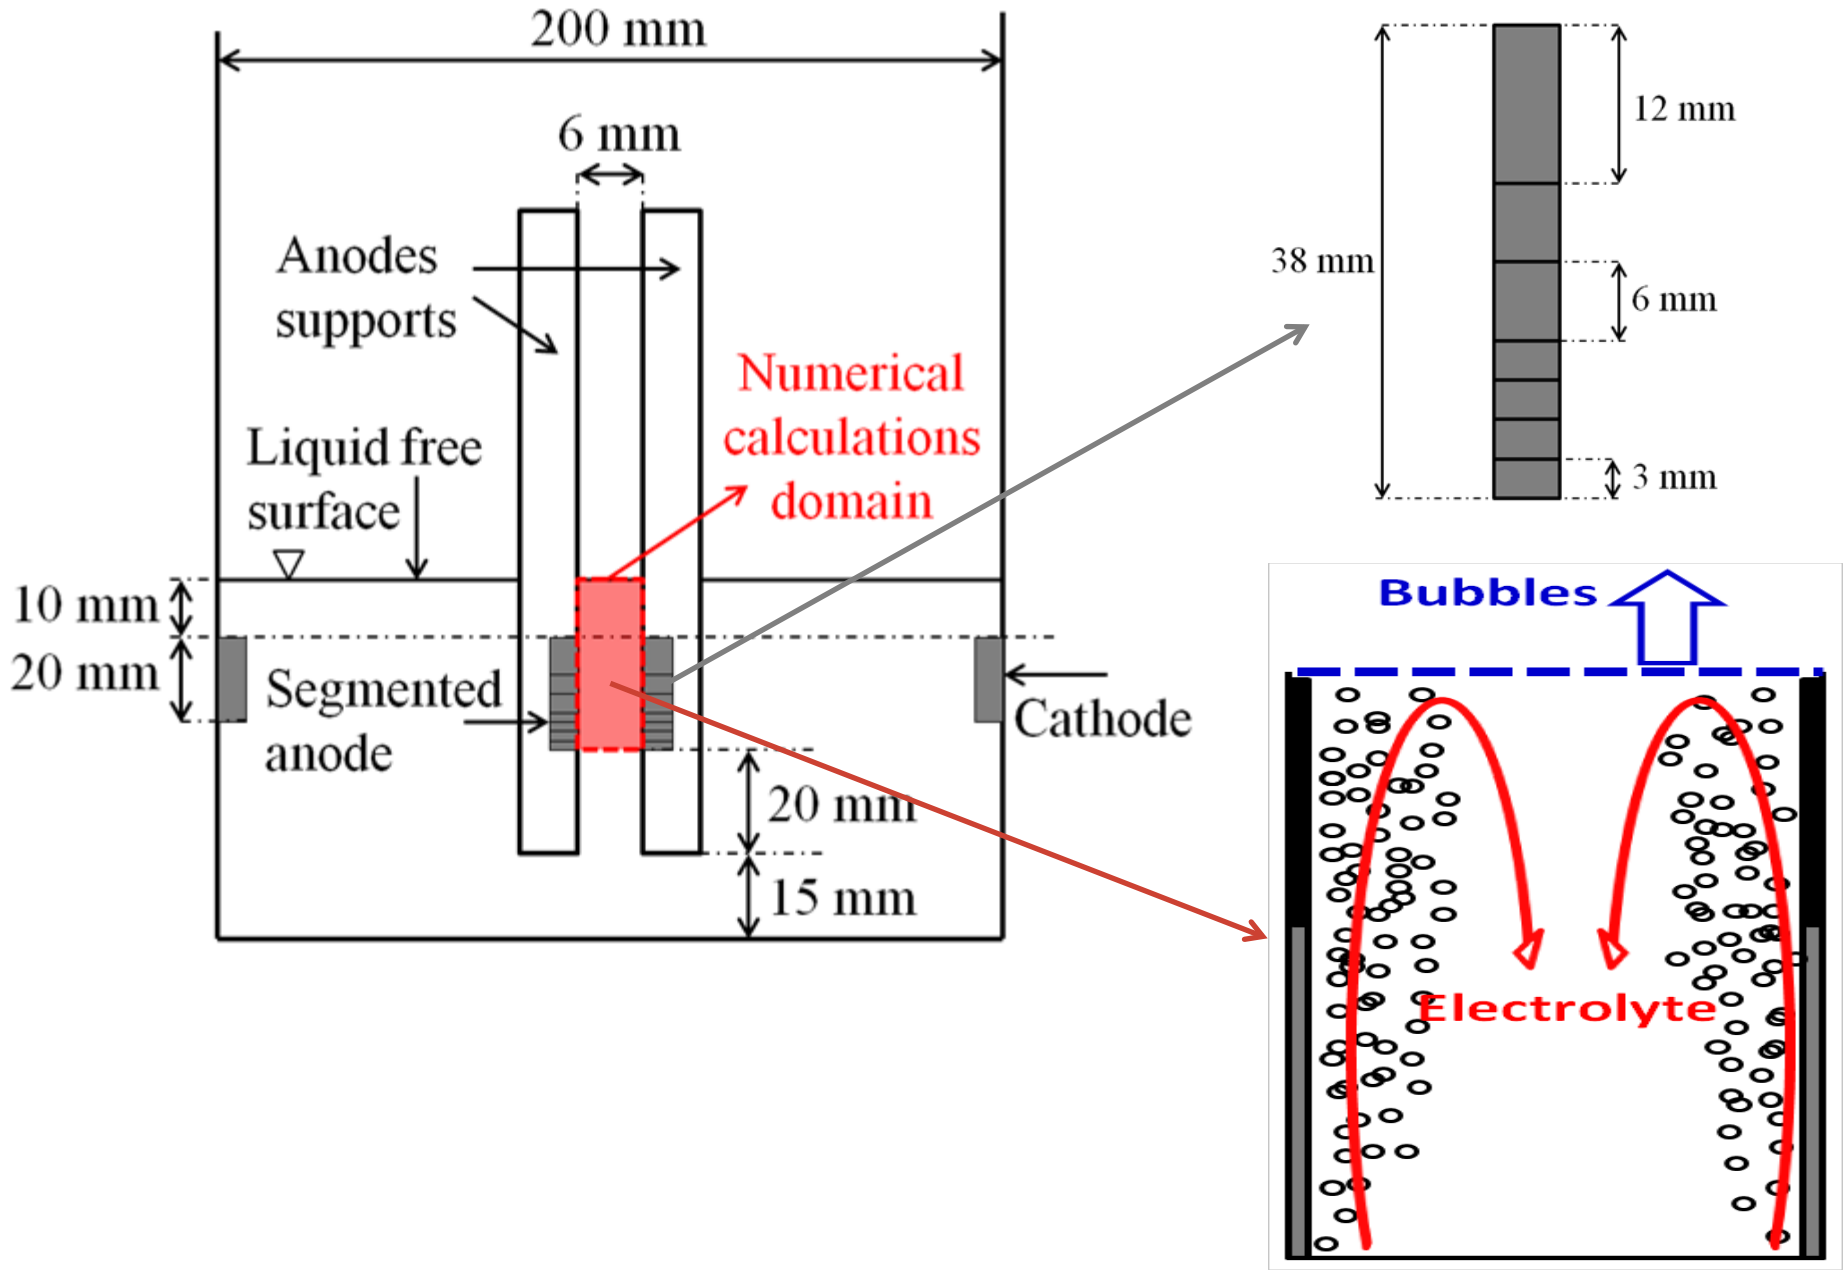 200 mm
6 mm
Anodes
supports
Numerical
calculations
domain
Liquid free
surface
10 mm
20 mm
Segmented
anode
Cathode
20 mm
15 mm
12 mm
38 mm
6 mm
3 mm
Bubbles
Electrolyte